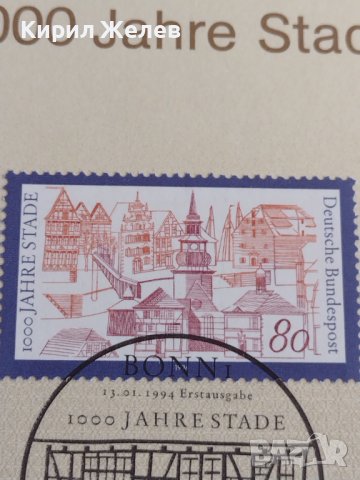 Кирил Желев
000 Jahre Stad
1000 JAHRE STADE
Deutsche Bundespost
80
BONN 1
13.01.1994 Erstausgabe
1000 JAHRE STADE
bazar